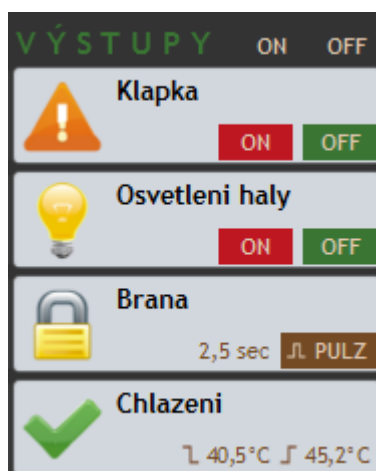 VÝSTUPY ON OFF
Klapka
ON OFF
Osvetleni haly
ON OFF
Brana
2,5 sec PULZ
Chlazeni
40,5°C 45,2°C